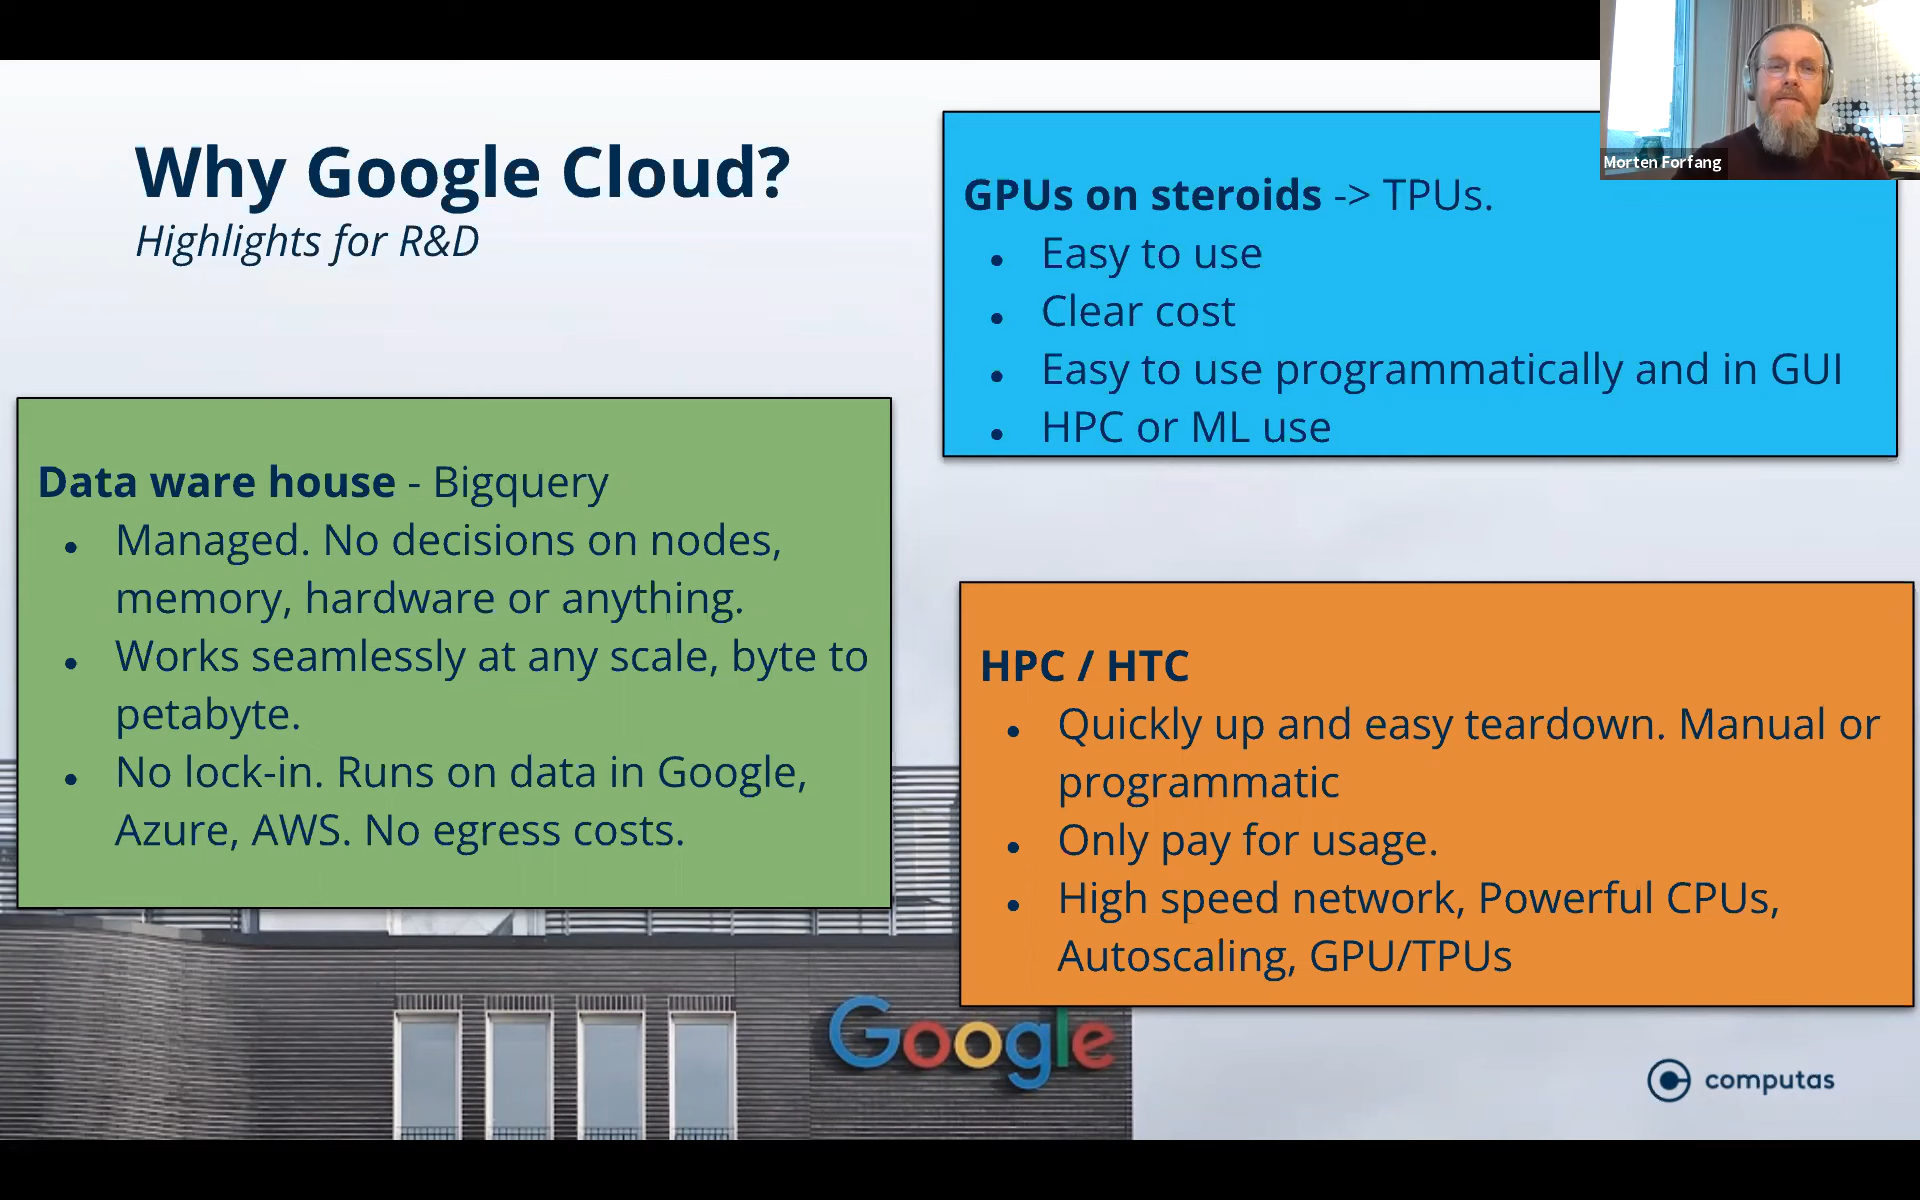 Why Google Cloud?
Highlights for R&D
Morten Forfang
GPUs on steroids -> TPUs.
• Easy to use
• Clear cost
• Easy to use programmatically and in GUI
• HPC or ML use
Data ware house - Bigquery
• Managed. No decisions on nodes,
memory, hardware or anything.
• Works seamlessly at any scale, byte to
petabyte.
• No lock-in. Runs on data in Google,
Azure, AWS. No egress costs.
HPC / HTC
• Quickly up and easy teardown. Manual or
programmatic
• Only pay for usage.
• High speed network, Powerful CPUs,
Autoscaling, GPU/TPUs
Google
computas